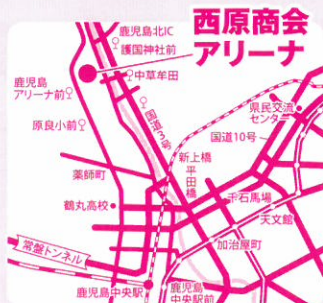 西原商会
アリーナ
鹿児島北IC
護国神社前
中草牟田
鹿児島
アリーナ前
原良小前
国道3号
県民交流
センター
国道10号
新上橋
平田橋
薬師町
鶴丸高校
千石馬場
天文館
加治屋町
常盤トンネル
鹿児島中央駅
鹿児島
中央駅前